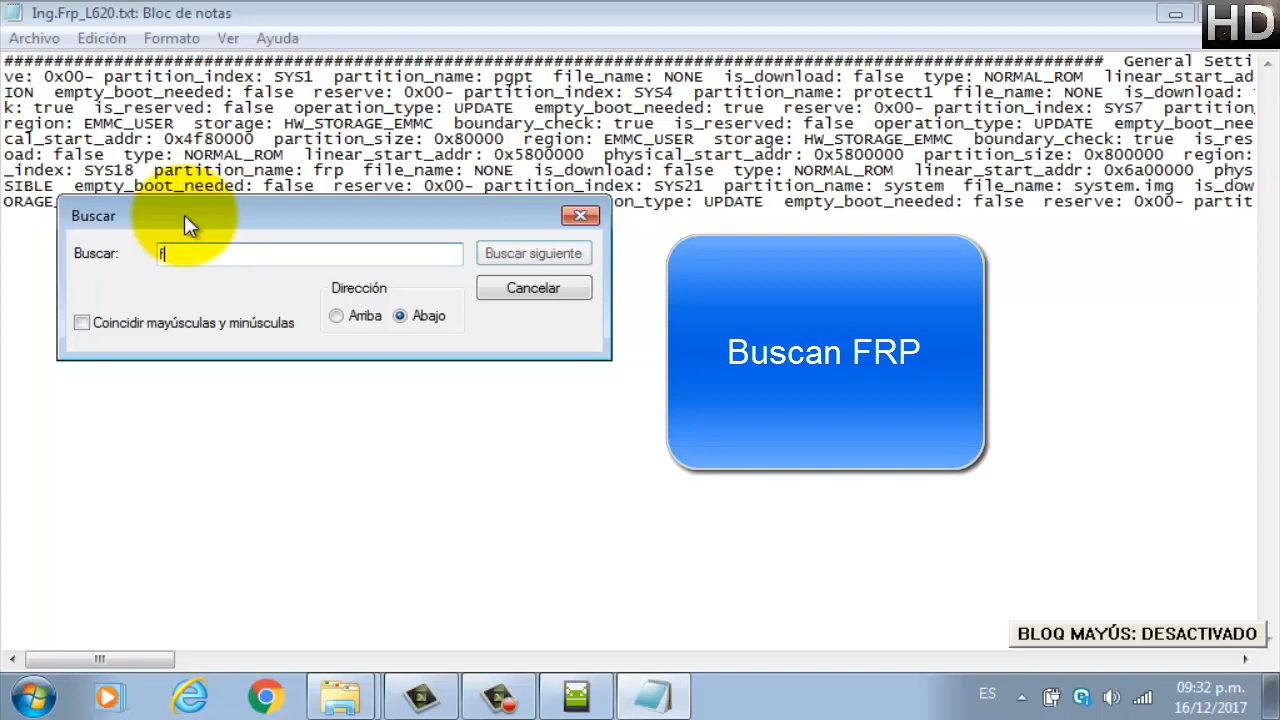 Ing.Frp_L620.txt: Bloc de notas
HD
Archivo Edición Formato Ver Ayuda
############################################################################################################## General Setti
ve: 0x00- partition_index: SYS1 partition_name: pgpt file_name: NONE is_download: false type: NORMAL_ROM linear_start_ad
ION empty_boot_needed: false reserve: 0x00- partition_index: SYS4 partition_name: protect1 file_name: NONE is_download:
k: true is_reserved: false operation_type: UPDATE empty_boot_needed: true reserve: 0x00- partition_index: SYS7 partition_
region: EMMC_USER storage: HW_STORAGE_EMMC boundary_check: true is_reserved: false operation_type: UPDATE empty_boot_nee
cal_start_addr: 0x4f80000 partition_size: 0x80000 region: EMMC_USER storage: HW_STORAGE_EMMC boundary_check: true is_res
oad: false type: NORMAL_ROM linear_start_addr: 0x5800000 physical_start_addr: 0x5800000 partition_size: 0x800000 region:
_index: SYS18 partition_name: frp file_name: NONE is_download: false type: NORMAL_ROM linear_start_addr: 0x6a00000 phys
SIBLE empty_boot_needed: false reserve: 0x00- partition_index: SYS21 partition_name: system file_name: system.img is_dow
ORAGE_ on_type: UPDATE empty_boot_needed: false reserve: 0x00- partit
Buscar
Buscar: f Buscar siguiente
Dirección Cancelar
Coincidir mayúsculas y minúsculas Arriba Abajo
Buscan FRP
BLOQ MAYÚS: DESACTIVADO
ES 09:32 p.m.
16/12/2017